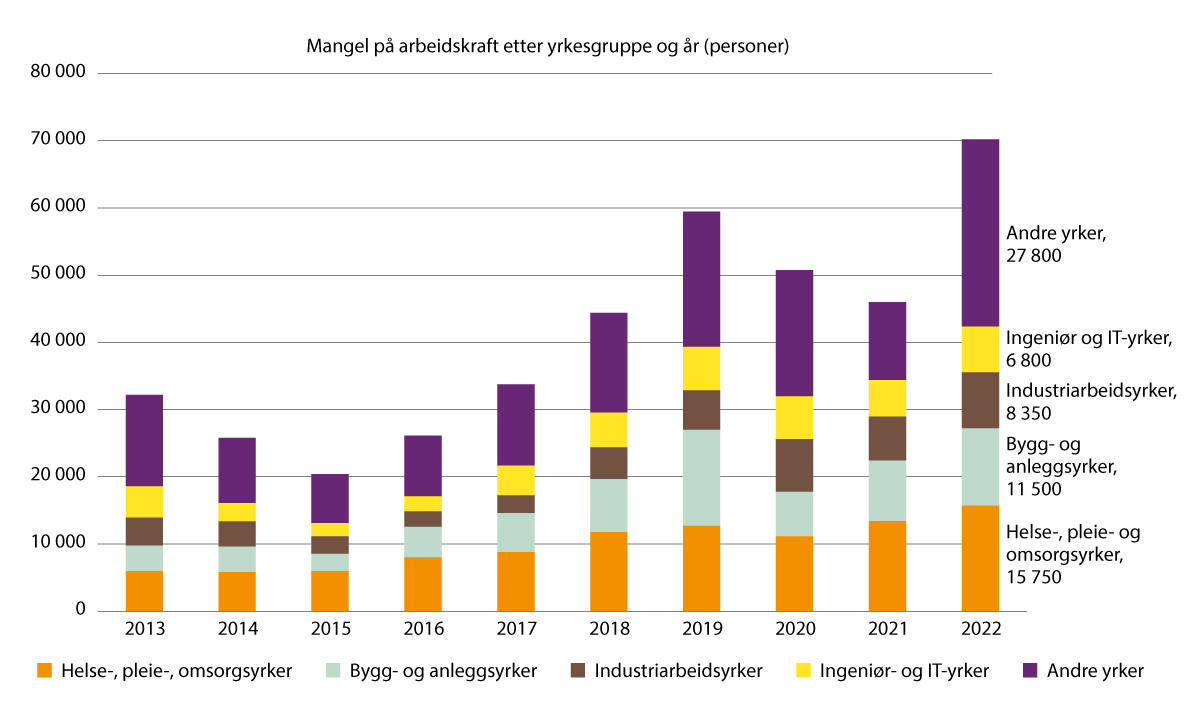 Mangel på arbeidskraft etter yrkesgruppe og år (personer)
80 000
70 000
60 000
50 000
40 000
30 000
20 000
10 000
0
Andre yrker,
27 800
Ingeniør og IT-yrker,
6 800
Industriarbeidsyrker,
8 350
Bygg- og
anleggsyrker,
11 500
Helse-, pleie- og
omsorgsyrker,
15 750
2013 2014 2015 2016 2017 2018 2019 2020 2021 2022
Helse-, pleie-, omsorgsyrker Bygg- og anleggsyrker Industriarbeidsyrker Ingeniør- og IT-yrker Andre yrker